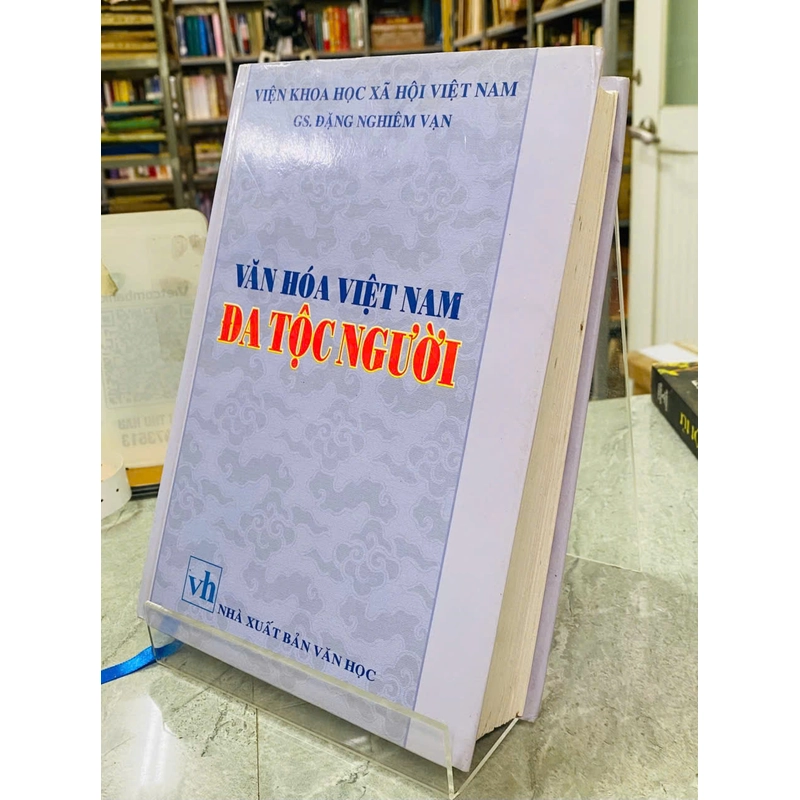 VIỆN KHOA HỌC XÃ HỘI VIỆT NAM
GS. ĐẶNG NGHIÊM VẠN
VĂN HÓA VIỆT NAM
ĐA TỘC NGƯỜI
vh
NHÀ XUẤT BẢN VĂN HỌC